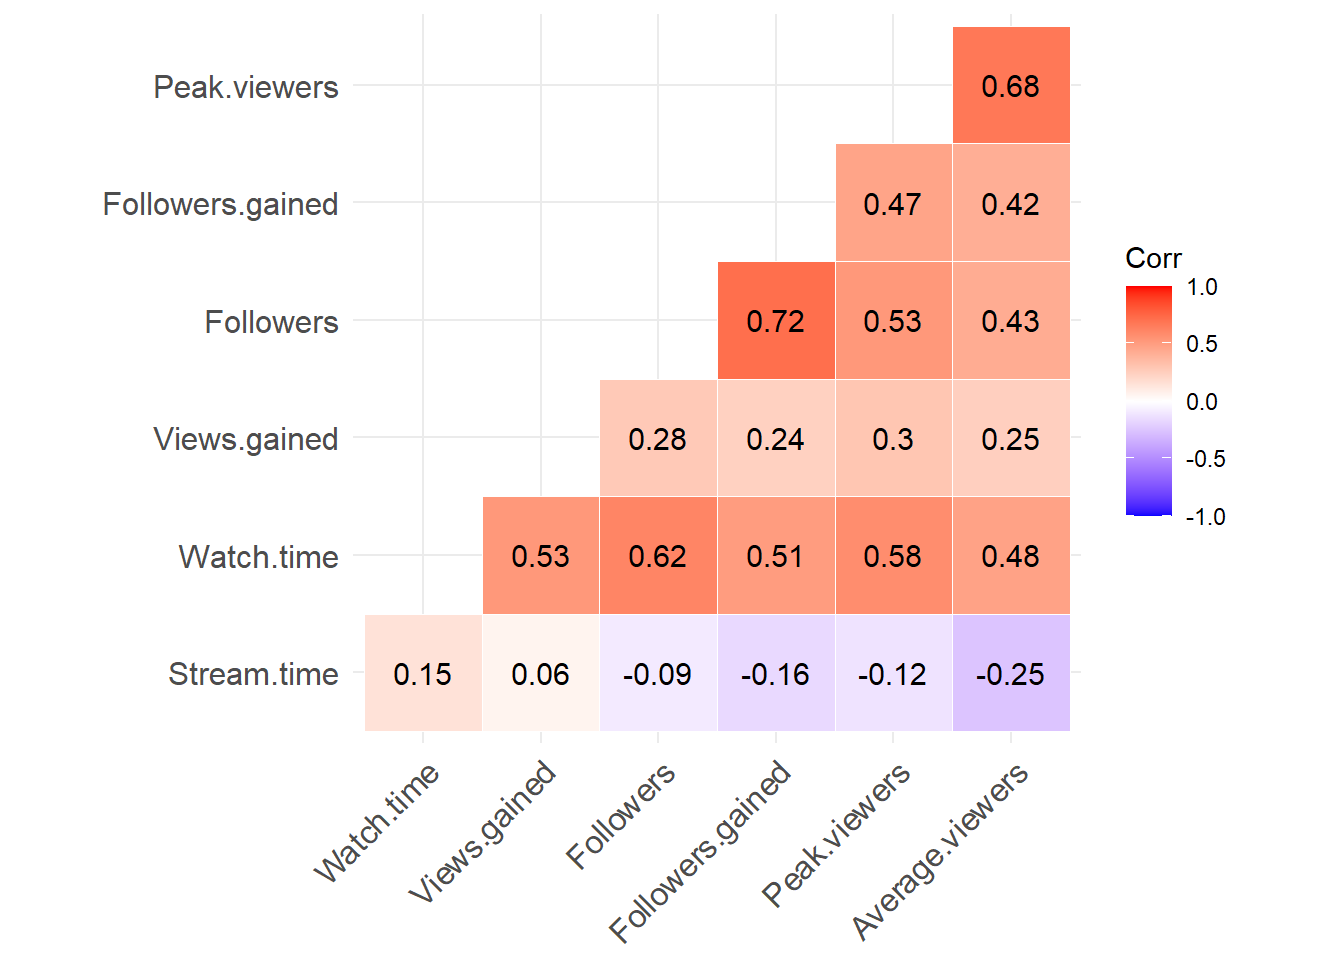 Peak.viewers 0.68
Followers.gained 0.47 0.42
Followers 0.72 0.53 0.43
Views.gained 0.28 0.24 0.3 0.25
Watch.time 0.53 0.62 0.51 0.58 0.48
Stream.time 0.15 0.06 -0.09 -0.16 -0.12 -0.25
Watch.time
Views.gained
Followers
Followers.gained
Peak.viewers
Average.viewers
Corr
1.0
0.5
0.0
-0.5
-1.0